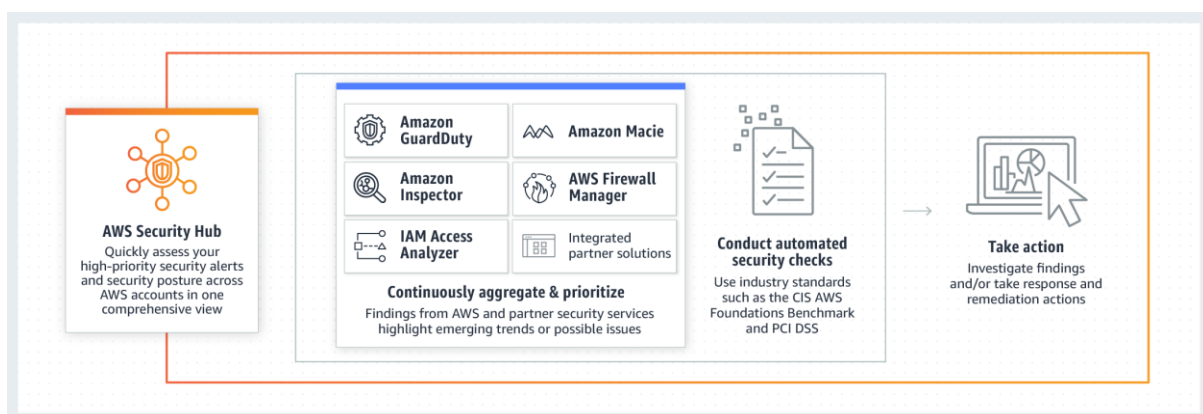 AWS Security Hub
Quickly assess your
high-priority security alerts
and security posture across
AWS accounts in one
comprehensive view
Amazon
GuardDuty
Amazon Macie
Amazon
Inspector
AWS Firewall
Manager
IAM Access
Analyzer
Integrated
partner solutions
Continuously aggregate & prioritize
Findings from AWS and partner security services
highlight emerging trends or possible issues
Conduct automated
security checks
Use industry standards
such as the CIS AWS
Foundations Benchmark
and PCI DSS
Take action
Investigate findings
and/or take response and
remediation actions